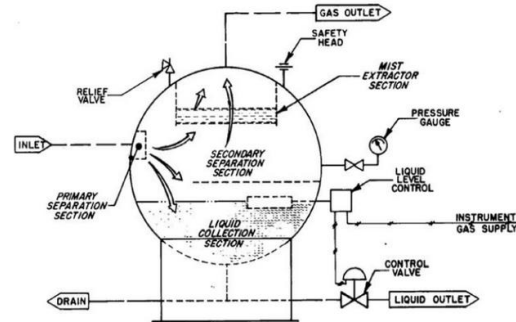 GAS OUTLET
SAFETY
HEAD
MIST
EXTRACTOR
SECTION
RELIEF
VALVE
PRESSURE
GAUGE
INLET
SECONDARY
SEPARATION
SECTION
LIQUID
LEVEL
CONTROL
PRIMARY
SEPARATION
SECTION
LIQUID
COLLECTION
SECTION
INSTRUMENT
GAS SUPPLY
CONTROL
VALVE
DRAIN
LIQUID OUTLET